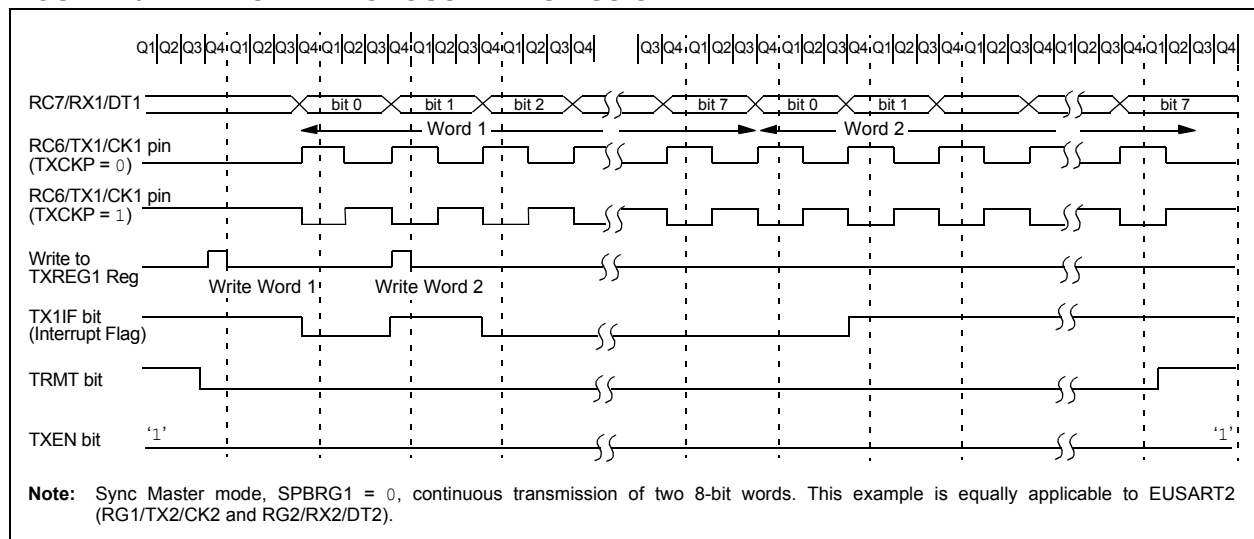 Q1 Q2 Q3 Q4 Q1 Q2 Q3 Q4 Q1 Q2 Q3 Q4 Q1 Q2 Q3 Q4 Q1 Q2 Q3 Q4 Q3 Q4 Q1 Q2 Q3 Q4 Q1 Q2 Q3 Q4 Q1 Q2 Q3 Q4 Q1 Q2 Q3 Q4 Q1 Q2 Q3 Q4 Q1 Q2 Q3 Q4
RC7/RX1/DT1 bit 0 bit 1 bit 2 bit 7 bit 0 bit 1 bit 7
Word 1 Word 2
RC6/TX1/CK1 pin
(TXCKP = 0)
RC6/TX1/CK1 pin
(TXCKP = 1)
Write to
TXREG1 Reg
Write Word 1 Write Word 2
TX1IF bit
(Interrupt Flag)
TRMT bit
TXEN bit '1' '1'
Note: Sync Master mode, SPBRG1 = 0, continuous transmission of two 8-bit words. This example is equally applicable to EUSART2
(RG1/TX2/CK2 and RG2/RX2/DT2).